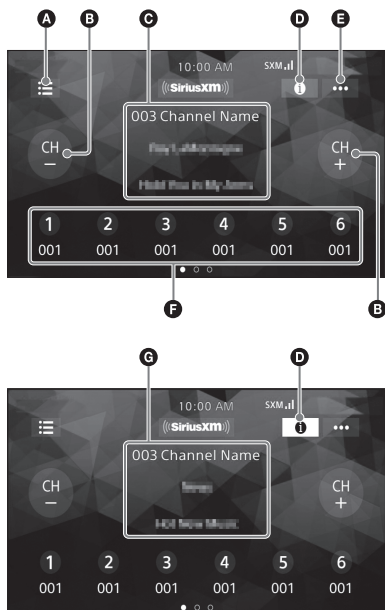 A B C D E
10:00 AM SXM
((SiriusXM)) i •••
003 Channel Name
CH
−
CH
+
1 2 3 4 5 6
001 001 001 001 001 001
F B
G D
10:00 AM SXM
((SiriusXM)) i •••
003 Channel Name
CH
−
CH
+
1 2 3 4 5 6
001 001 001 001 001 001